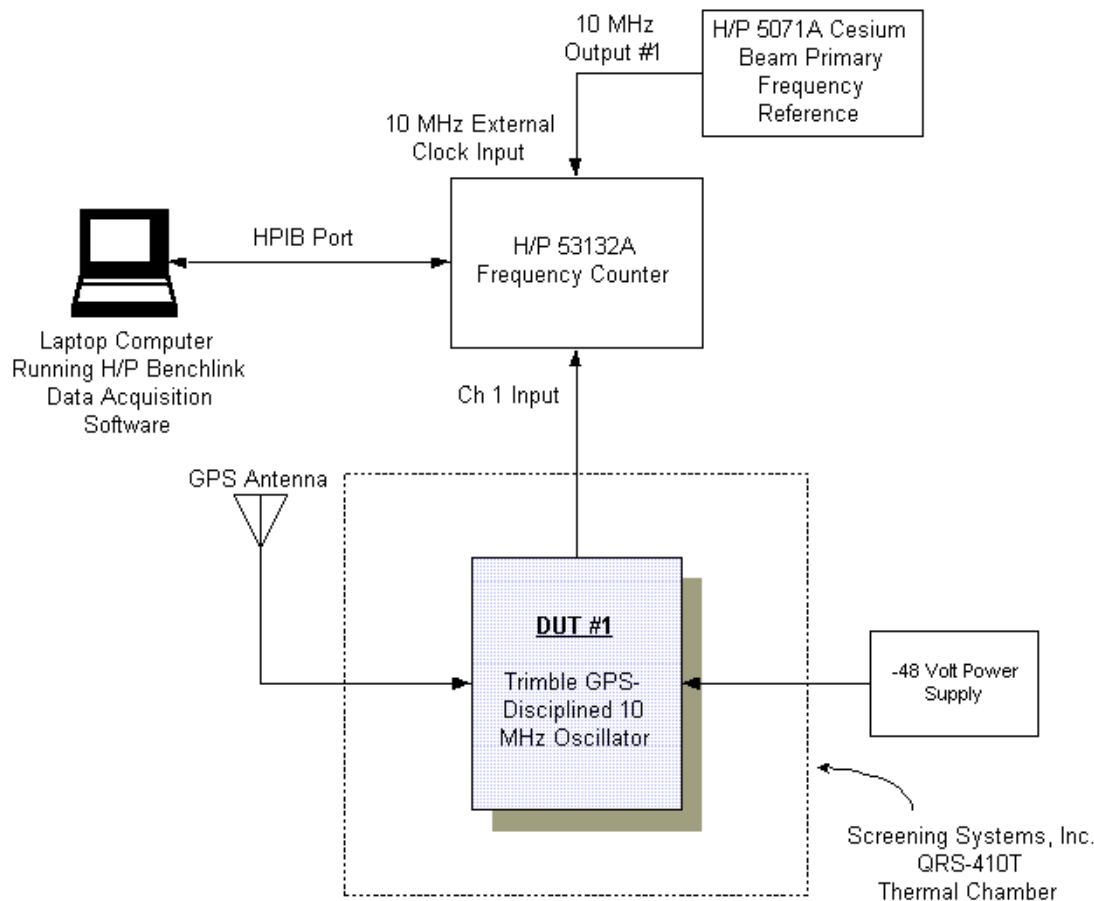 10 MHz
Output #1
H/P 5071A Cesium
Beam Primary
Frequency
Reference
10 MHz External
Clock Input
HPIB Port
H/P 53132A
Frequency Counter
Laptop Computer
Running H/P Benchlink
Data Acquisition
Software
Ch 1 Input
GPS Antenna
DUT #1
Trimble GPS-
Disciplined 10
MHz Oscillator
-48 Volt Power
Supply
Screening Systems, Inc.
QRS-410T
Thermal Chamber